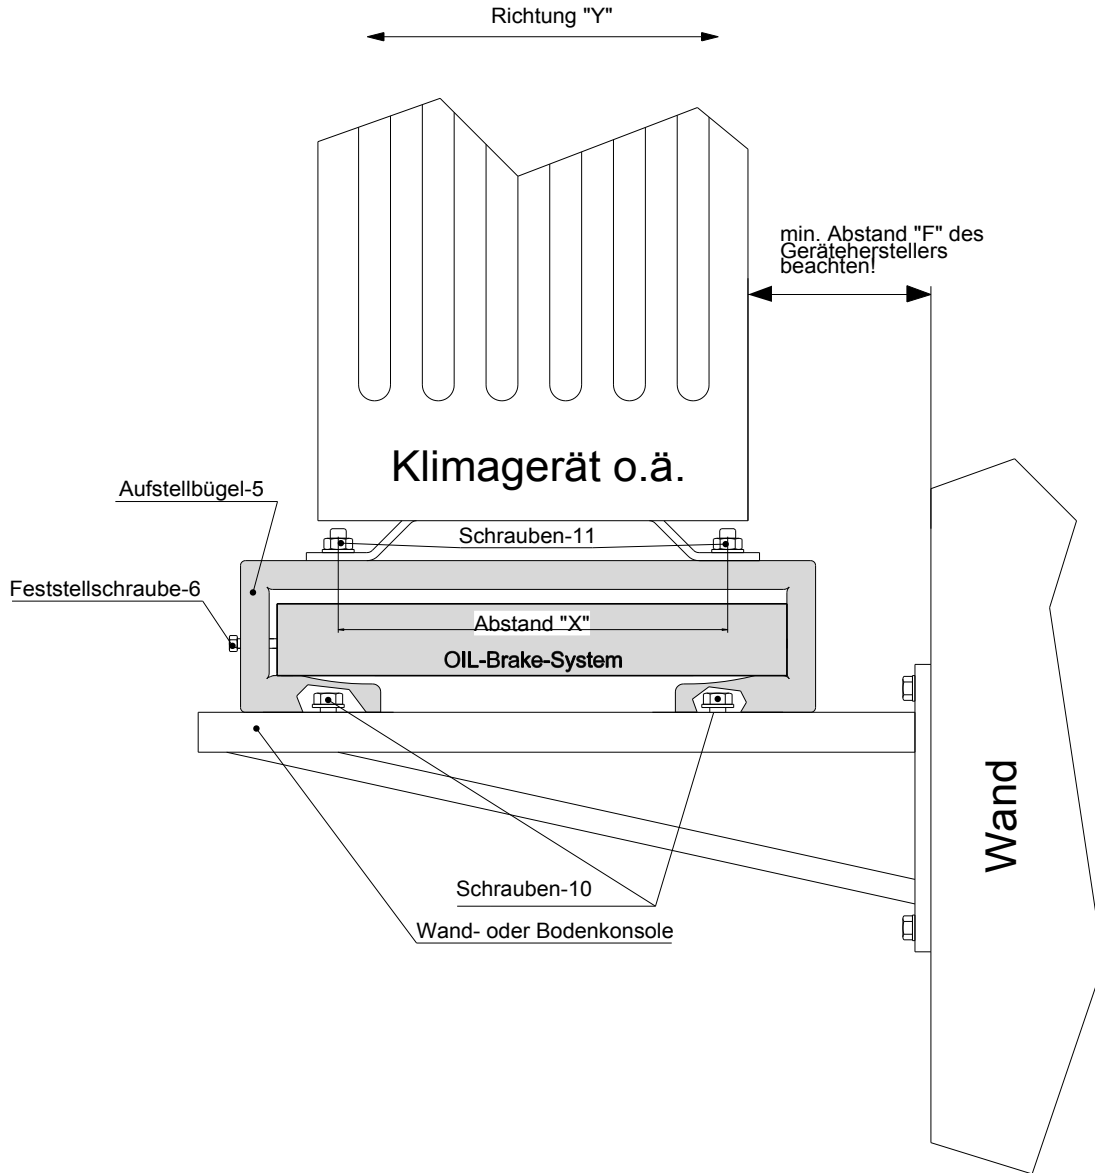 Richtung "Y"
min. Abstand "F" des
Geräteherstellers
beachten!
Klimagerät o.ä.
Aufstellbügel-5
Schrauben-11
Feststellschraube-6
Abstand "X"
OIL-Brake-System
Wand
Schrauben-10
Wand- oder Bodenkonsole